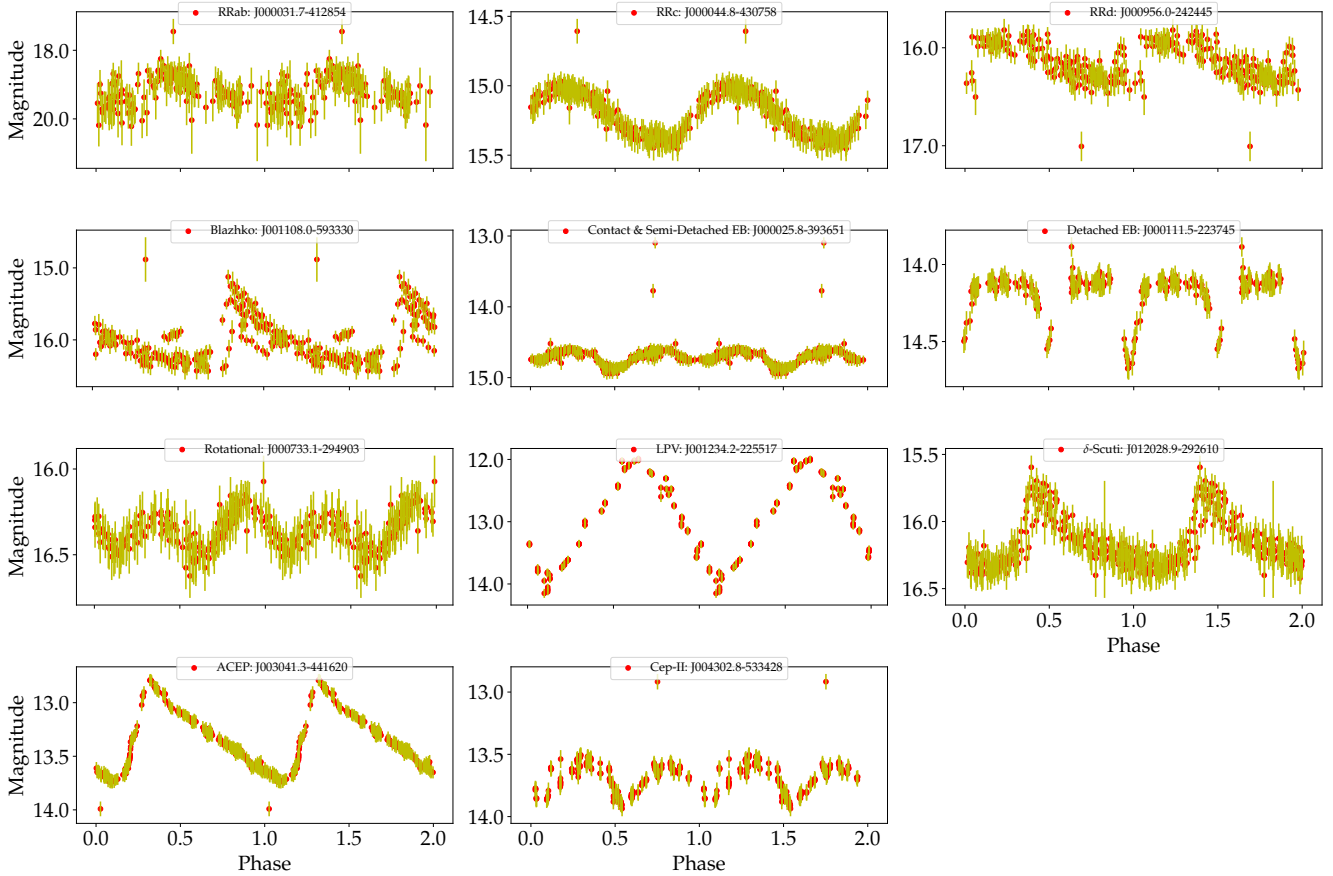 RRab: J000031.7-412854
RRc: J000044.8-430758
RRd: J000956.0-242445
Magnitude
18.0
20.0
14.5
15.0
15.5
16.0
17.0
Blazhko: J001108.0-593330
Contact & Semi-Detached EB: J000025.8-393651
Detached EB: J000111.5-223745
Magnitude
15.0
16.0
13.0
14.0
15.0
14.0
14.5
Rotational: J000733.1-294903
LPV: J001234.2-225517
δ-Scuti: J012028.9-292610
Magnitude
16.0
16.5
12.0
13.0
14.0
15.5
16.0
16.5
0.0 0.5 1.0 1.5 2.0
Phase
ACEP: J003041.3-441620
Cep-II: J004302.8-533428
Magnitude
13.0
13.5
14.0
13.0
13.5
14.0
0.0 0.5 1.0 1.5 2.0
0.0 0.5 1.0 1.5 2.0
Phase
Phase